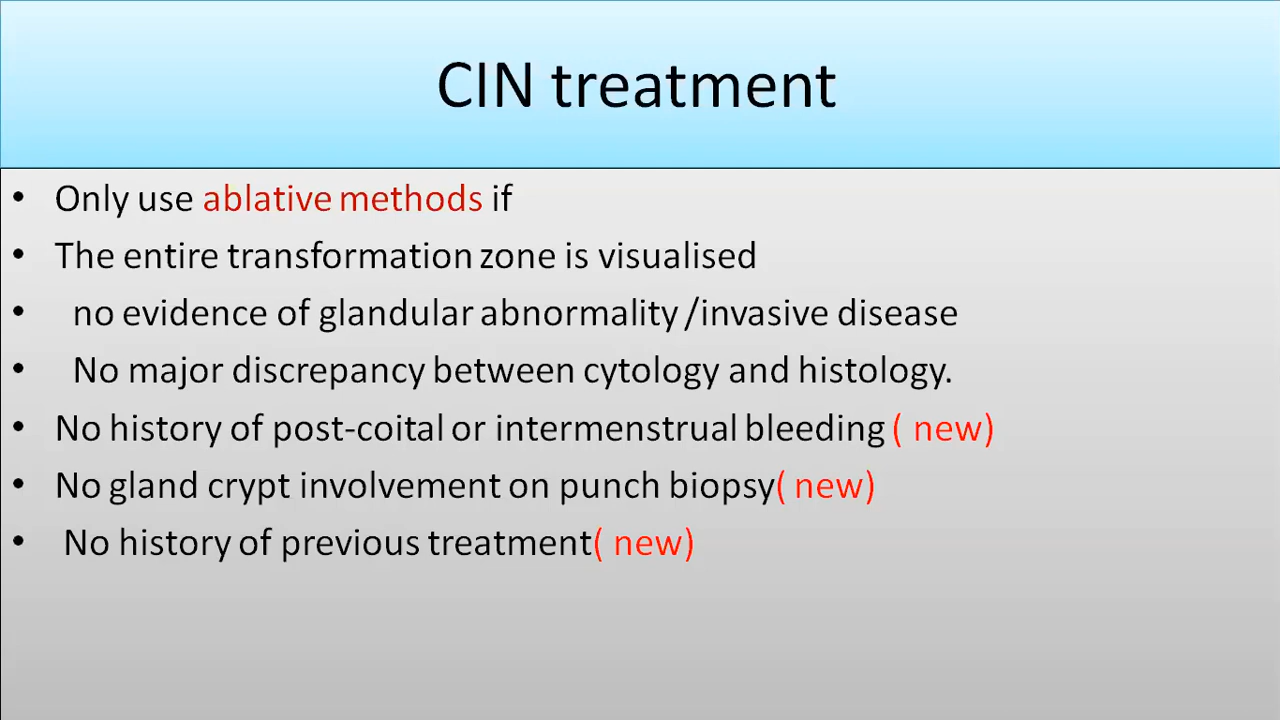 CIN treatment
• Only use ablative methods if
• The entire transformation zone is visualised
• no evidence of glandular abnormality /invasive disease
• No major discrepancy between cytology and histology.
• No history of post-coital or intermenstrual bleeding ( new)
• No gland crypt involvement on punch biopsy( new)
• No history of previous treatment( new)